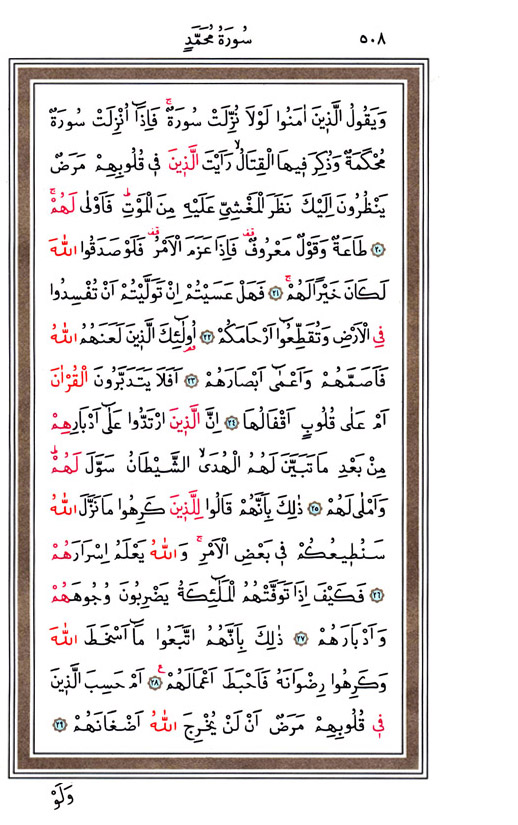 سُورَةُ مُحَمَّدٍ ٥٠٨
وَيَقُولُ الَّذٖينَ اٰمَنُوا لَوْلَا نُزِّلَتْ سُورَةٌۚ فَاِذَٓا اُنْزِلَتْ سُورَةٌ
مُحْكَمَةٌ وَذُكِرَ فٖيهَا الْقِتَالُۙ رَاَيْتَ الَّذٖينَ فٖي قُلُوبِهِمْ مَرَضٌ
يَنْظُرُونَ اِلَيْكَ نَظَرَ الْمَغْشِيِّ عَلَيْهِ مِنَ الْمَوْتِۜ فَاَوْلٰى لَهُمْۚ
﴿٢٠﴾ طَاعَةٌ وَقَوْلٌ مَعْرُوفٌࣞ فَاِذَا عَزَمَ الْاَمْرُࣞ فَلَوْ صَدَقُوا اللّٰهَ
لَكَانَ خَيْرًا لَهُمْۚ ﴿٢١﴾ فَهَلْ عَسَيْتُمْ اِنْ تَوَلَّيْتُمْ اَنْ تُفْسِدُوا
فِي الْاَرْضِ وَتُقَطِّعُٓوا اَرْحَامَكُمْ ﴿٢٢﴾ اُو۬لٰٓئِكَ الَّذٖينَ لَعَنَهُمُ اللّٰهُ
فَاَصَمَّهُمْ وَاَعْمٰٓى اَبْصَارَهُمْ ﴿٢٣﴾ اَفَلَا يَتَدَبَّرُونَ الْقُرْاٰنَ
اَمْ عَلٰى قُلُوبٍ اَقْفَالُهَا ﴿٢٤﴾ اِنَّ الَّذٖينَ ارْتَدُّوا عَلٰٓى اَدْبَارِهِمْ
مِنْ بَعْدِ مَا تَبَيَّنَ لَهُمُ الْهُدَىۙ الشَّيْطَانُ سَوَّلَ لَهُمْۜ
وَاَمْلٰى لَهُمْ ﴿٢٥﴾ ذٰلِكَ بِاَنَّهُمْ قَالُوا لِلَّذٖينَ كَرِهُوا مَا نَزَّلَ اللّٰهُ
سَنُطٖيعُكُمْ فٖي بَعْضِ الْاَمْرِۚ وَاللّٰهُ يَعْلَمُ اِسْرَارَهُمْ
﴿٢٦﴾ فَكَيْفَ اِذَا تَوَفَّتْهُمُ الْمَلٰٓئِكَةُ يَضْرِبُونَ وُجُوهَهُمْ
وَاَدْبَارَهُمْ ﴿٢٧﴾ ذٰلِكَ بِاَنَّهُمُ اتَّبَعُوا مَٓا اَسْخَطَ اللّٰهَ
وَكَرِهُوا رِضْوَانَهُ فَاَحْبَطَ اَعْمَالَهُمْࣖ ﴿٢٨﴾ اَمْ حَسِبَ الَّذٖينَ
فٖي قُلُوبِهِمْ مَرَضٌ اَنْ لَنْ يُخْرِجَ اللّٰهُ اَضْغَانَهُمْ ﴿٢٩﴾
وَلَوْ